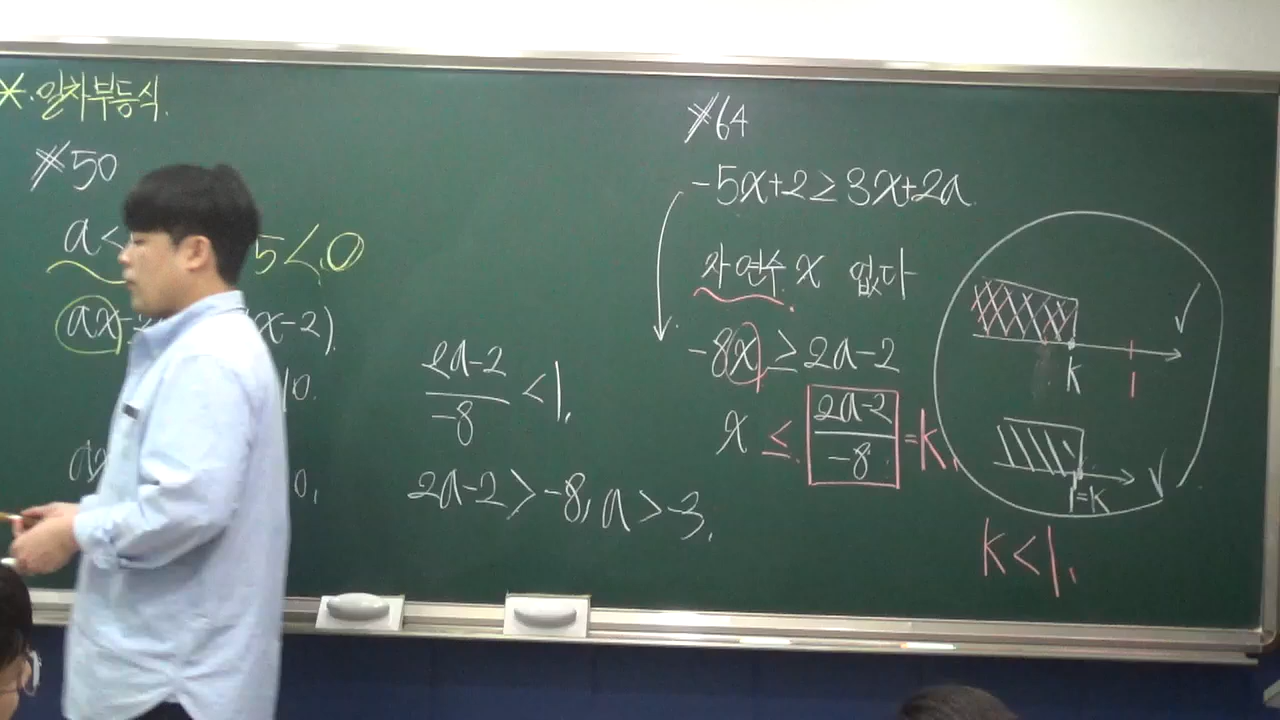 ※.일차부등식.
※50
a<
5<0
ax
x-2).
10.
0,
2a-2
-8
<1.
2a-2>-8, a>-3.
※64
-5x+2≥3x+2a
자연수 x 없다
-8x≥2a-2
x ≤ 2a-2
-8
=k.
k
1
1=k
k<1.